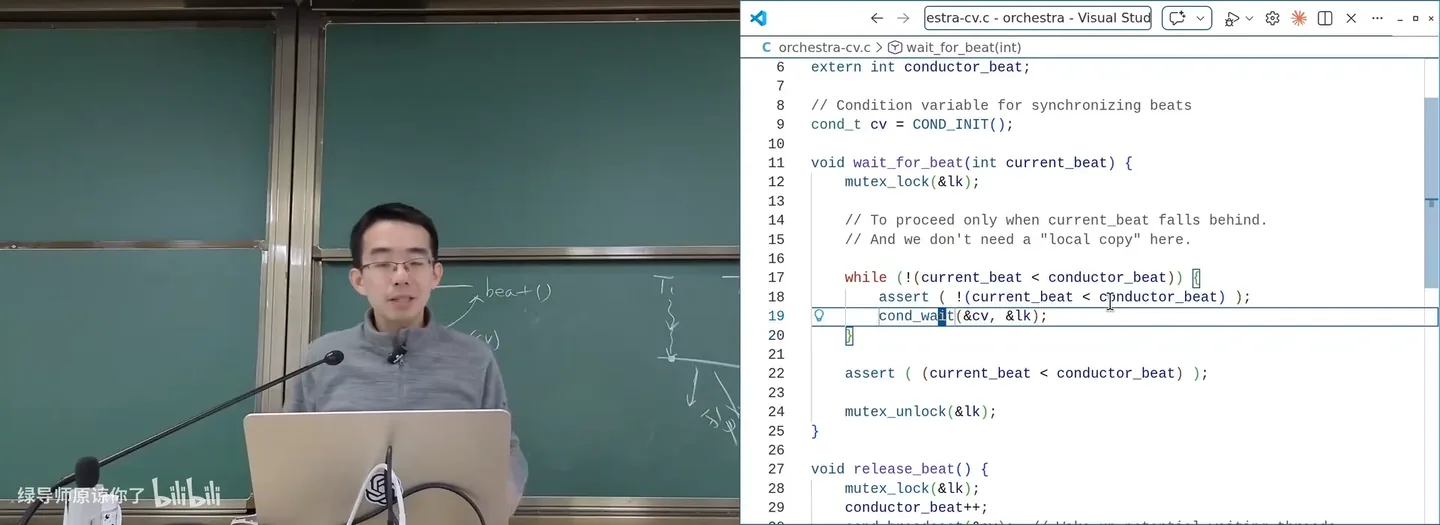 beat()
(cv)
T₁
绿导师原谅你了 bilibili
estra-cv.c - orchestra - Visual Stud
orchestra-cv.c > wait_for_beat(int)
6 extern int conductor_beat;
7
8 // Condition variable for synchronizing beats
9 cond_t cv = COND_INIT();
10
11 void wait_for_beat(int current_beat) {
12 mutex_lock(&lk);
13
14 // To proceed only when current_beat falls behind.
15 // And we don't need a "local copy" here.
16
17 while (!(current_beat < conductor_beat)) {
18 assert ( !(current_beat < conductor_beat) );
19 cond_wait(&cv, &lk);
20 }
21
22 assert ( (current_beat < conductor_beat) );
23
24 mutex_unlock(&lk);
25 }
26
27 void release_beat() {
28 mutex_lock(&lk);
29 conductor_beat++;